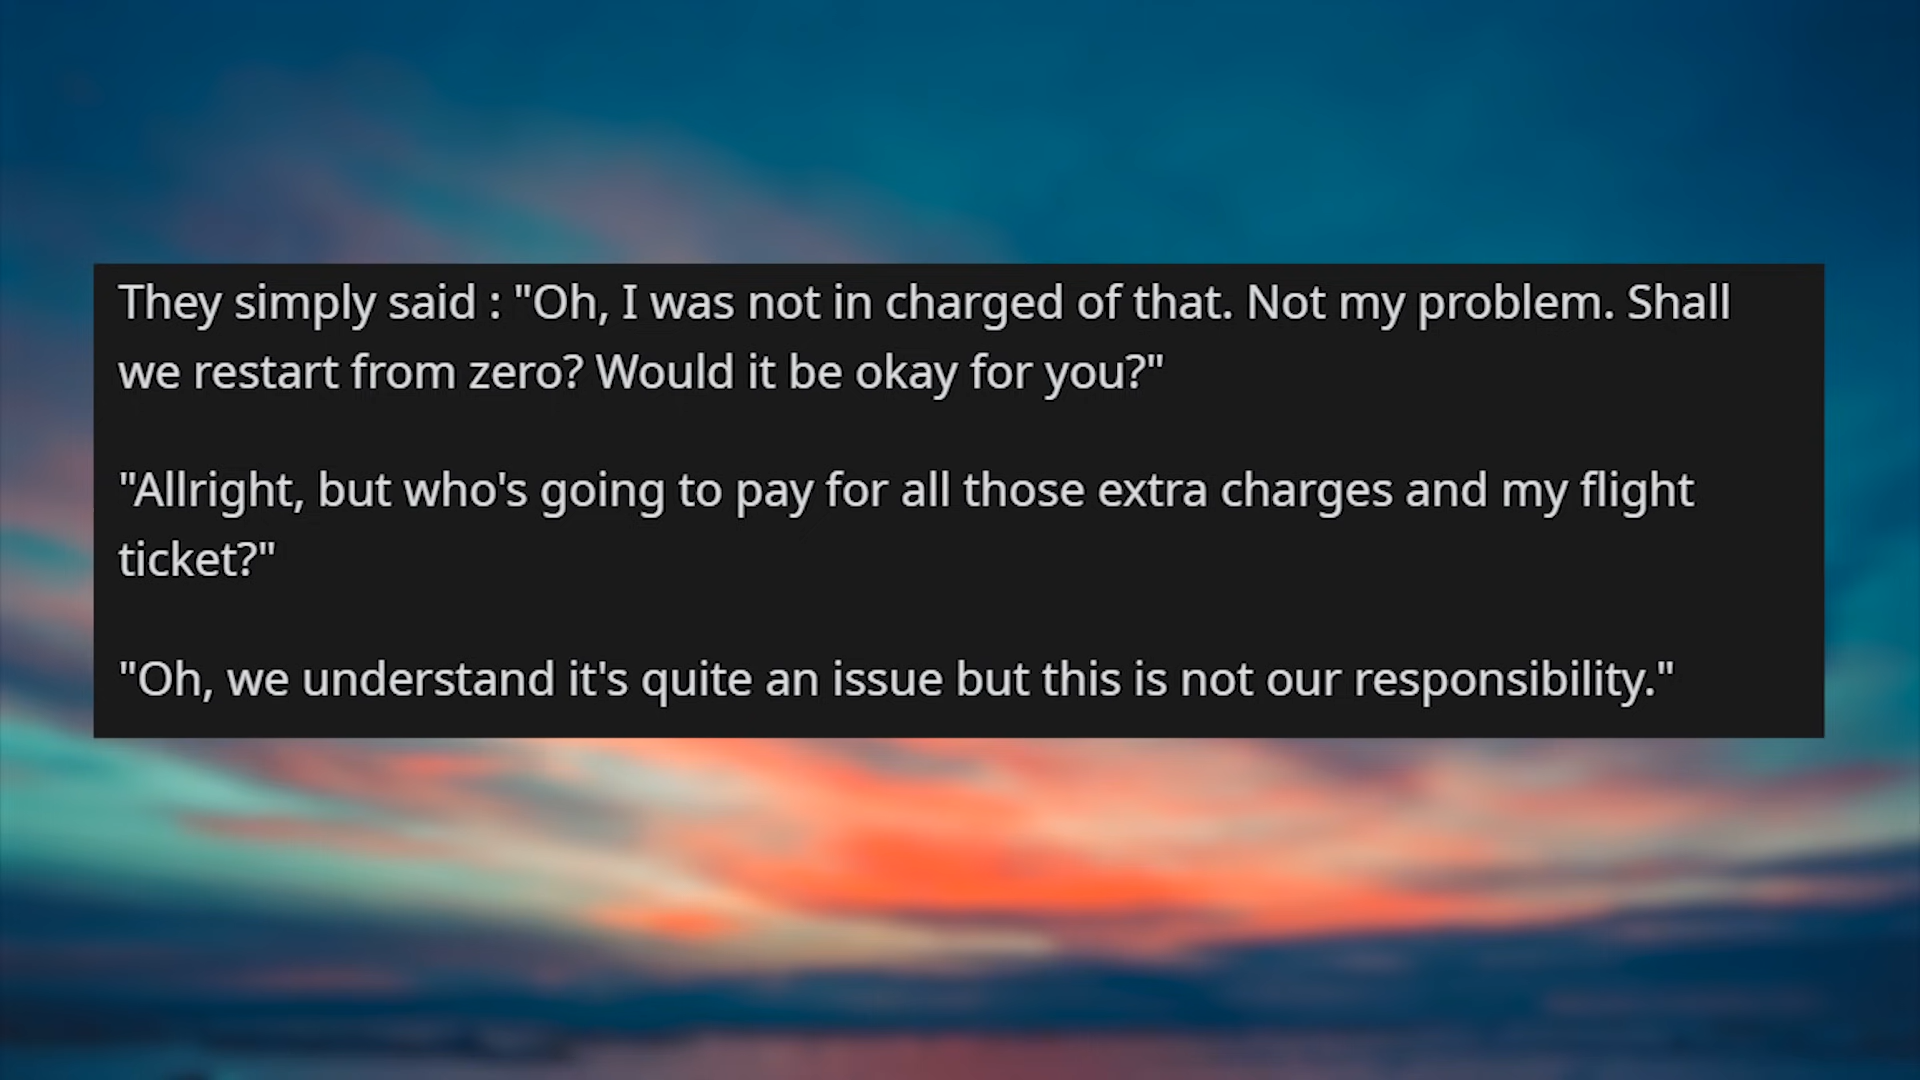 They simply said : "Oh, I was not in charged of that. Not my problem. Shall
we restart from zero? Would it be okay for you?"
"Allright, but who's going to pay for all those extra charges and my flight
ticket?"
"Oh, we understand it's quite an issue but this is not our responsibility."